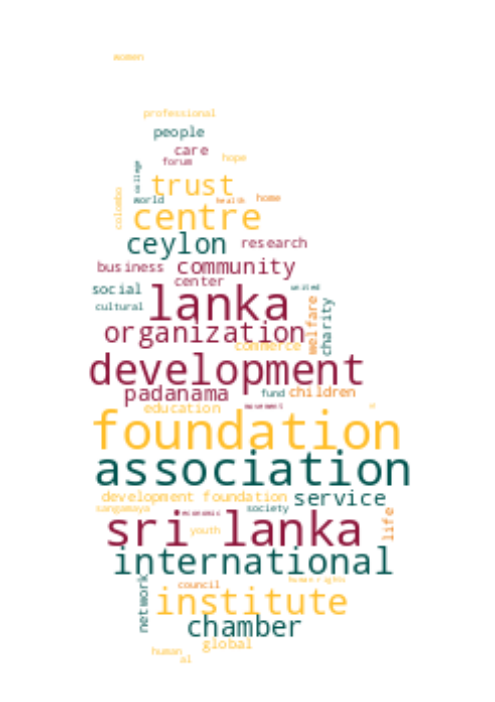 women
professional
people
care
forum
hope
college
trust
world
health
home
colombo
centre
ceylon
research
business
community
center
social
united
cultural
lanka
welfare
charity
organization
commerce
development
padanama
fund
children
education
movement
foundation
association
development foundation
service
sangamaya
society
economic
sri lanka
life
youth
international
human rights
council
network
institute
chamber
global
human
al